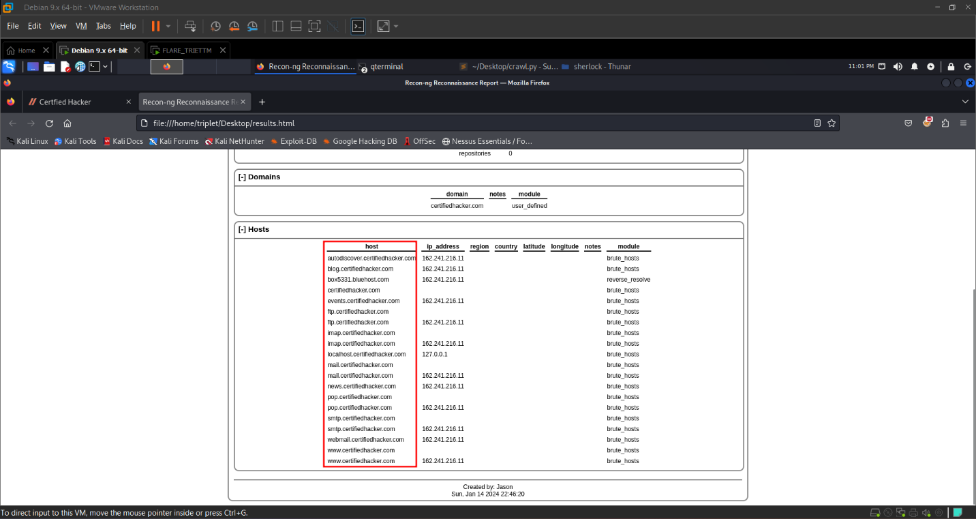 Debian 9.x 64-bit - VMware Workstation
File Edit View VM Tabs Help
Home Debian 9.x 64-bit FLARE_TRIETTM
Recon-ng Reconnaissan... qterminal ~/Desktop/crawl.py - Su... sherlock - Thunar 11:01 PM
2
Recon-ng Reconnaissance Report — Mozilla Firefox
Certified Hacker Recon-ng Reconnaissance R
file:///home/triplet/Desktop/results.html
Kali Linux Kali Tools Kali Docs Kali Forums Kali NetHunter Exploit-DB Google Hacking DB OffSec Nessus Essentials / Fo...
repositories 0
[-] Domains
domain notes module
certifiedhacker.com user_defined
[-] Hosts
host ip_address region country latitude longitude notes module
autodiscover.certifiedhacker.com 162.241.216.11 brute_hosts
blog.certifiedhacker.com 162.241.216.11 brute_hosts
box5331.bluehost.com 162.241.216.11 reverse_resolve
certifiedhacker.com brute_hosts
events.certifiedhacker.com 162.241.216.11 brute_hosts
ftp.certifiedhacker.com brute_hosts
ftp.certifiedhacker.com 162.241.216.11 brute_hosts
imap.certifiedhacker.com brute_hosts
imap.certifiedhacker.com 162.241.216.11 brute_hosts
localhost.certifiedhacker.com 127.0.0.1 brute_hosts
mail.certifiedhacker.com brute_hosts
mail.certifiedhacker.com 162.241.216.11 brute_hosts
news.certifiedhacker.com 162.241.216.11 brute_hosts
pop.certifiedhacker.com brute_hosts
pop.certifiedhacker.com 162.241.216.11 brute_hosts
smtp.certifiedhacker.com brute_hosts
smtp.certifiedhacker.com 162.241.216.11 brute_hosts
webmail.certifiedhacker.com 162.241.216.11 brute_hosts
www.certifiedhacker.com brute_hosts
www.certifiedhacker.com 162.241.216.11 brute_hosts
Created by: Jason
Sun, Jan 14 2024 22:46:20
To direct input to this VM, move the mouse pointer inside or press Ctrl+G.